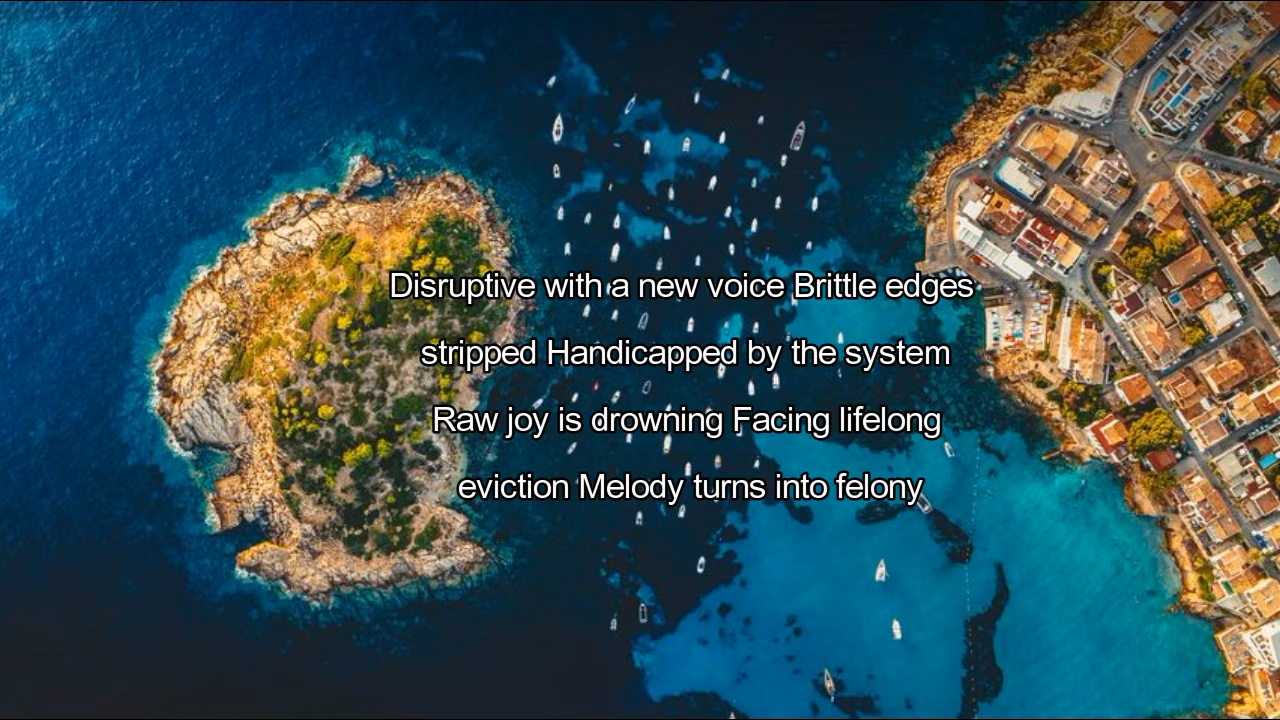 Disruptive with a new voice Brittle edges
stripped Handicapped by the system
Raw joy is drowning Facing lifelong
eviction Melody turns into felony